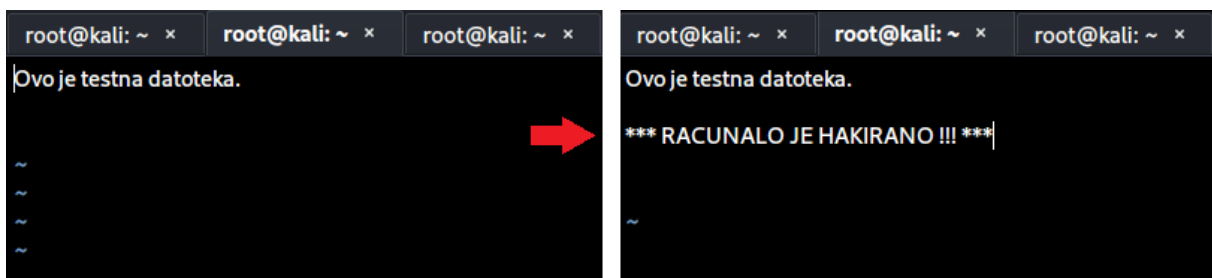 root@kali: ~ × root@kali: ~ × root@kali: ~ ×
Ovo je testna datoteka.
~
~
~
~
root@kali: ~ × root@kali: ~ × root@kali: ~ ×
Ovo je testna datoteka.
*** RACUNALO JE HAKIRANO !!! ***
~